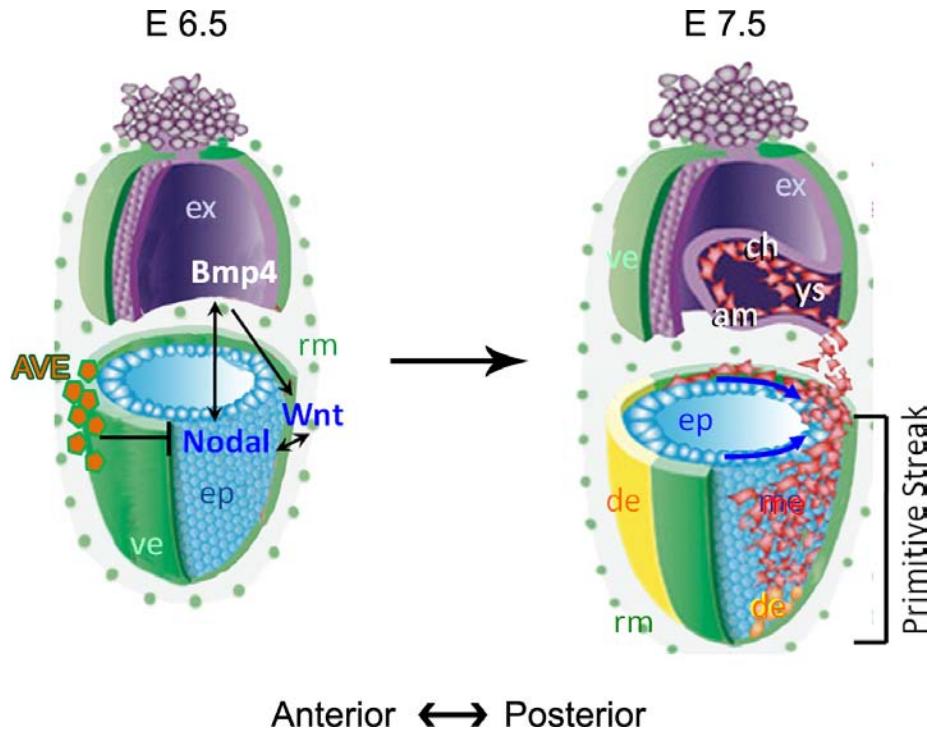 E 6.5
E 7.5
ex
Bmp4
rm
AVE
Wnt
Nodal
ep
ve
ex
ve
ch
ys
am
ep
de
me
de
rm
Primitive Streak
Anterior ↔ Posterior